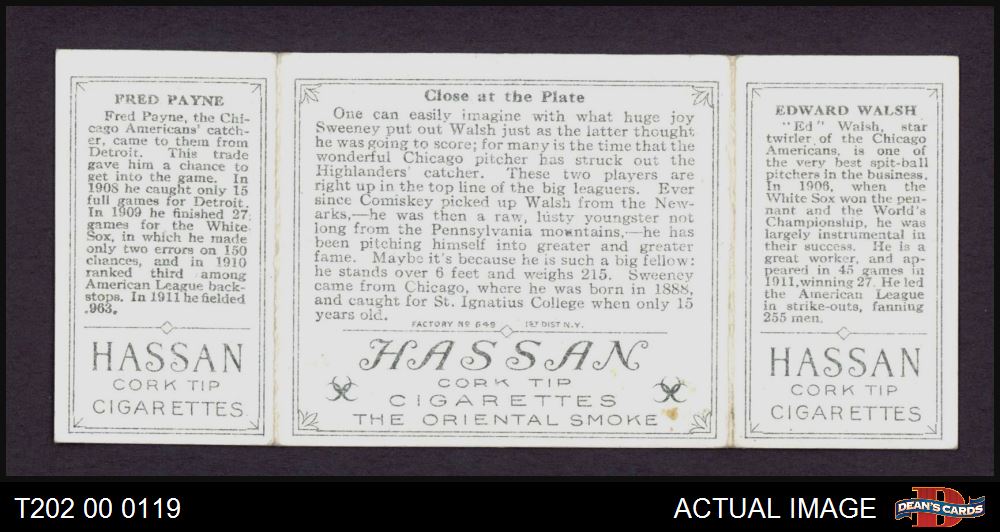 FRED PAYNE
Fred Payne, the Chi-
cago Americans' catch-
er, came to them from
Detroit. This trade
gave him a chance to
get into the game. In
1908 he caught only 15
full games for Detroit.
In 1909 he finished 27
games for the White
Sox, in which he made
only two errors on 150
chances, and in 1910
ranked third among
American League back-
stops. In 1911 he fielded
.963.
HASSAN
CORK TIP
CIGARETTES
Close at the Plate
One can easily imagine with what huge joy
Sweeney put out Walsh just as the latter thought
he was going to score; for many is the time that the
wonderful Chicago pitcher has struck out the
Highlanders' catcher. These two players are
right up in the top line of the big leaguers. Ever
since Comiskey picked up Walsh from the New-
arks,—he was then a raw, lusty youngster not
long from the Pennsylvania mountains,—he has
been pitching himself into greater and greater
fame. Maybe it's because he is such a big fellow:
he stands over 6 feet and weighs 215. Sweeney
came from Chicago, where he was born in 1888,
and caught for St. Ignatius College when only 15
years old.
FACTORY Nº 649 1ST DIST N.Y.
HASSAN
CORK TIP
CIGARETTES
THE ORIENTAL SMOKE
EDWARD WALSH
"Ed" Walsh, star
twirler of the Chicago
Americans, is one of
the very best spit-ball
pitchers in the business.
In 1906, when the
White Sox won the pen-
nant and the World's
Championship, he was
largely instrumental in
their success. He is a
great worker, and ap-
peared in 45 games in
1911, winning 27. He led
the American League
in strike-outs, fanning
255 men.
HASSAN
CORK TIP
CIGARETTES
T202 00 0119
ACTUAL IMAGE
D
DEAN'S CARDS